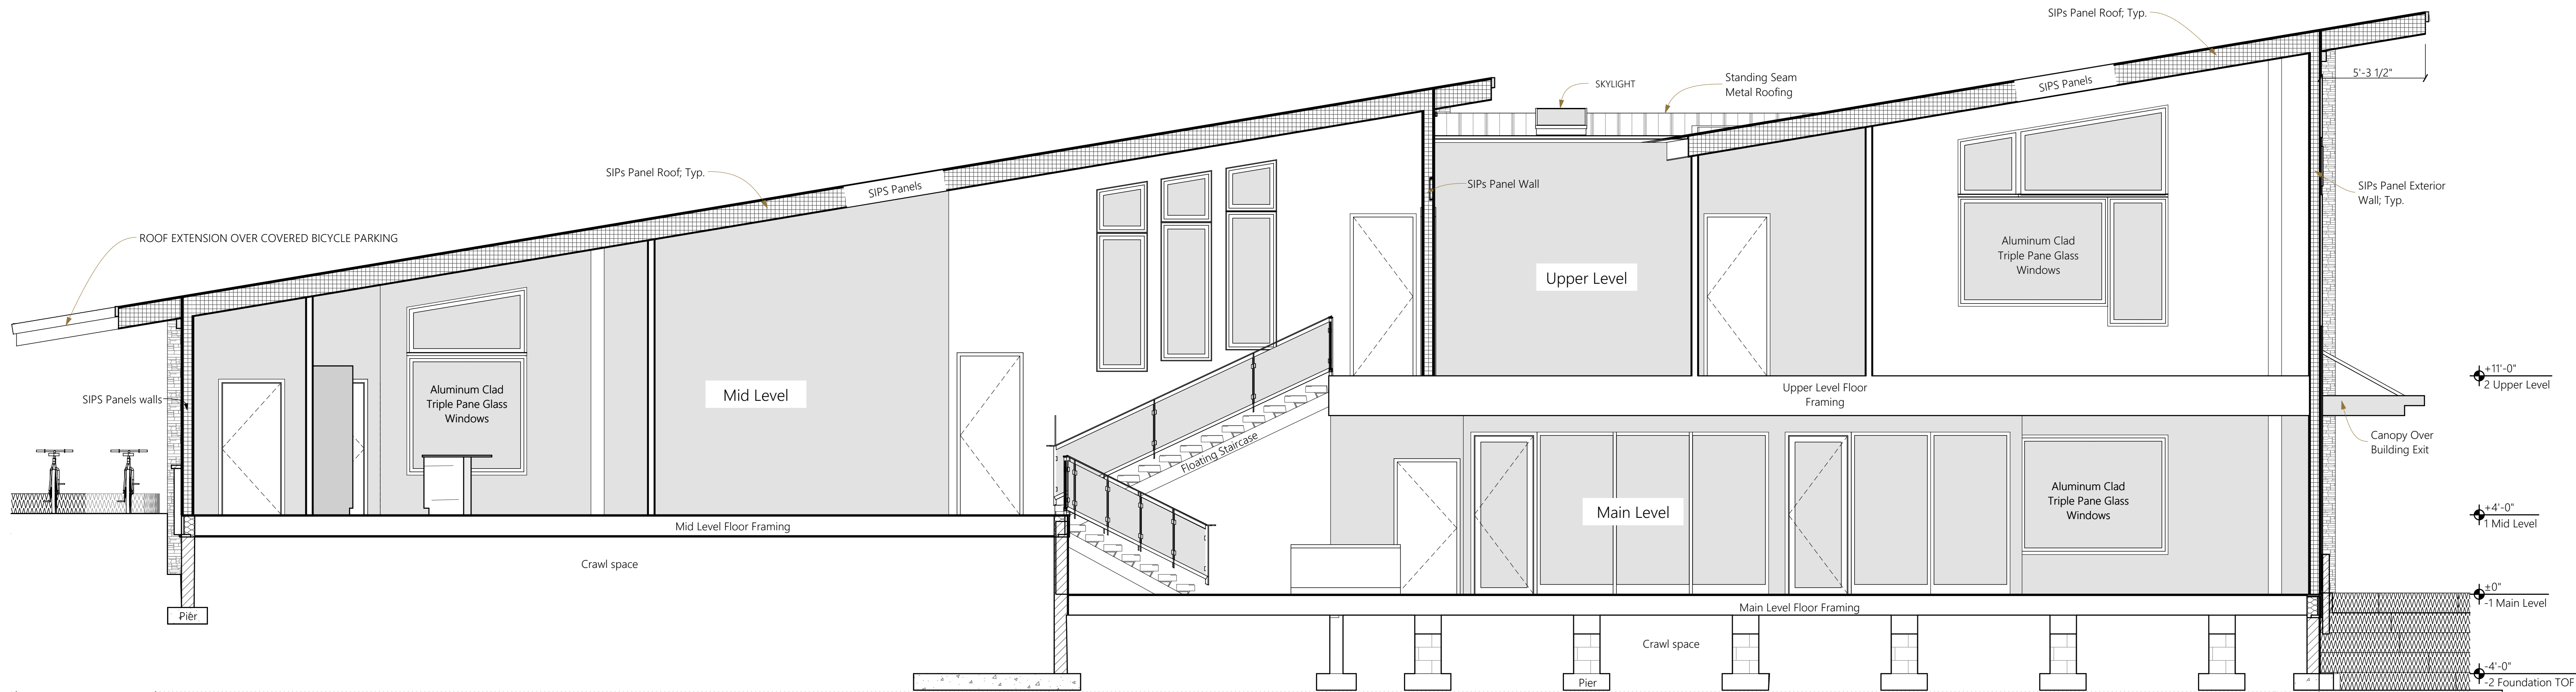 SIPs Panel Roof; Typ.
5'-3 1/2"
SIPS Panels
SKYLIGHT
Standing Seam
Metal Roofing
SIPs Panel Roof; Typ.
SIPS Panels
SIPs Panel Wall
SIPs Panel Exterior
Wall; Typ.
ROOF EXTENSION OVER COVERED BICYCLE PARKING
Aluminum Clad
Triple Pane Glass
Windows
Upper Level
+11'-0"
2 Upper Level
Upper Level Floor
Framing
Mid Level
Aluminum Clad
Triple Pane Glass
Windows
SIPS Panels walls
Floating Staircase
Canopy Over
Building Exit
Aluminum Clad
Triple Pane Glass
Windows
Main Level
+4'-0"
1 Mid Level
Mid Level Floor Framing
Crawl space
±0"
-1 Main Level
Main Level Floor Framing
Pier
Crawl space
-4'-0"
-2 Foundation TOP
Pier